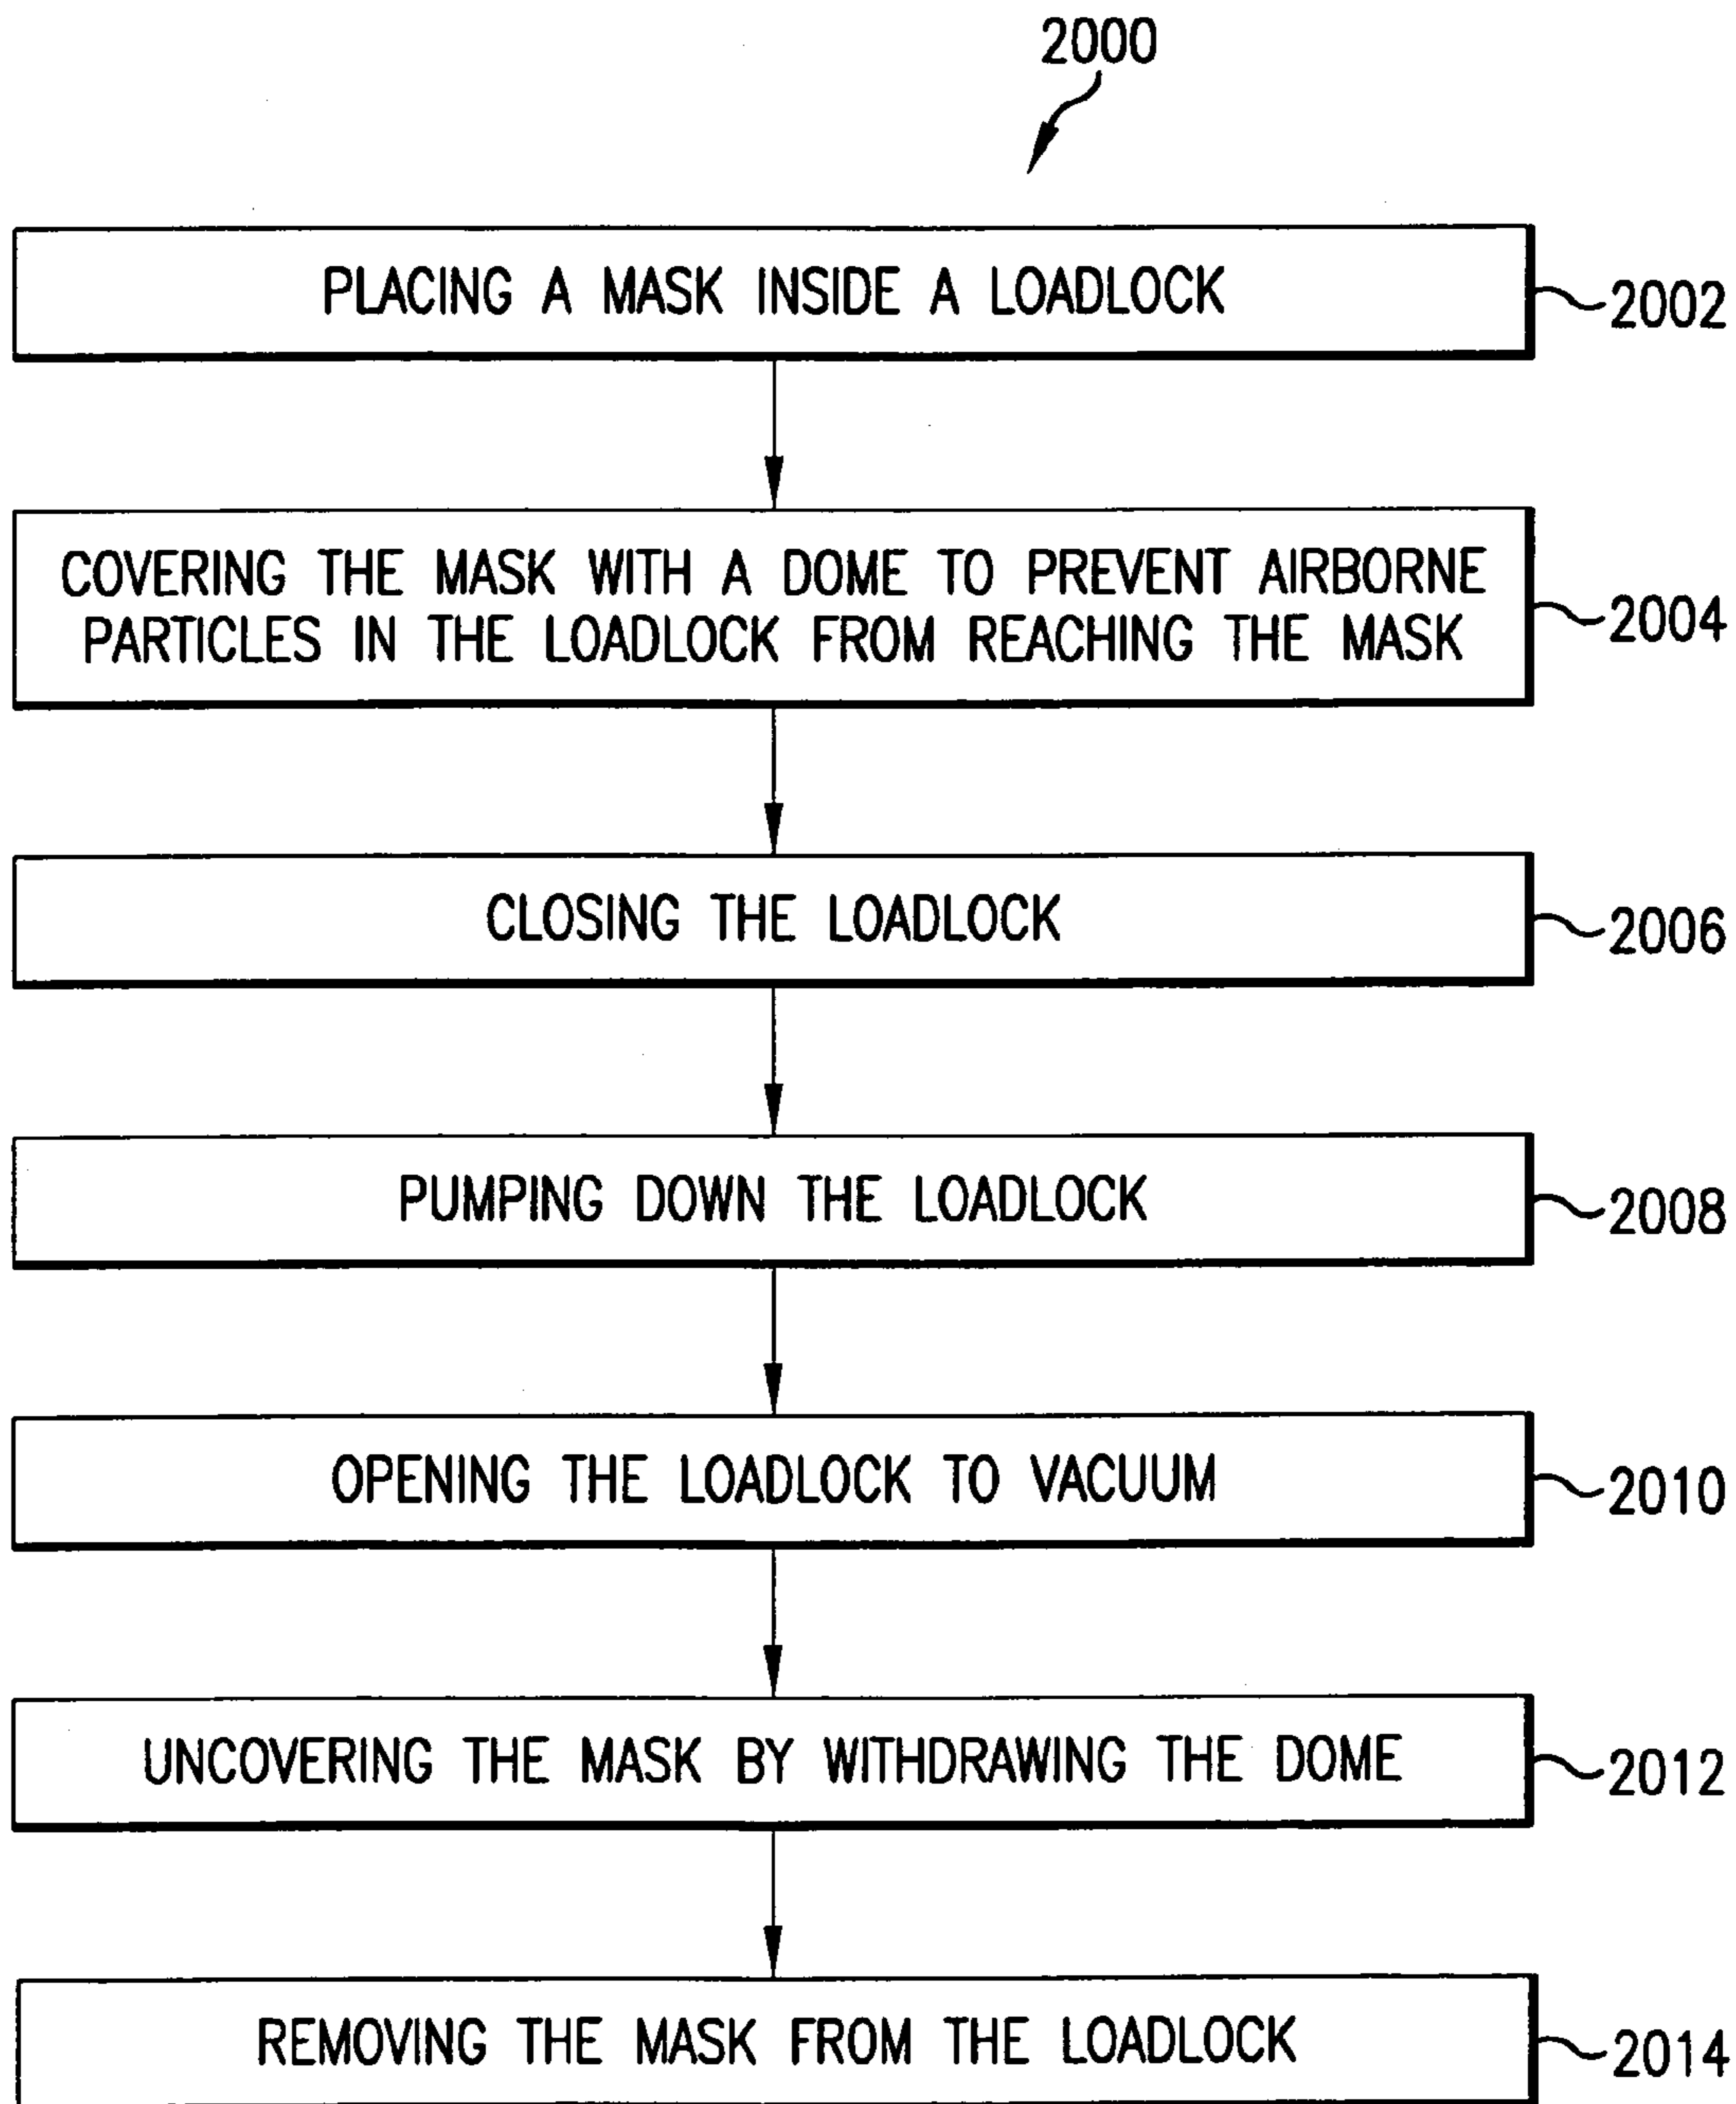 2000
PLACING A MASK INSIDE A LOADLOCK
2002
COVERING THE MASK WITH A DOME TO PREVENT AIRBORNE
PARTICLES IN THE LOADLOCK FROM REACHING THE MASK
2004
CLOSING THE LOADLOCK
2006
PUMPING DOWN THE LOADLOCK
2008
OPENING THE LOADLOCK TO VACUUM
2010
UNCOVERING THE MASK BY WITHDRAWING THE DOME
2012
REMOVING THE MASK FROM THE LOADLOCK
2014